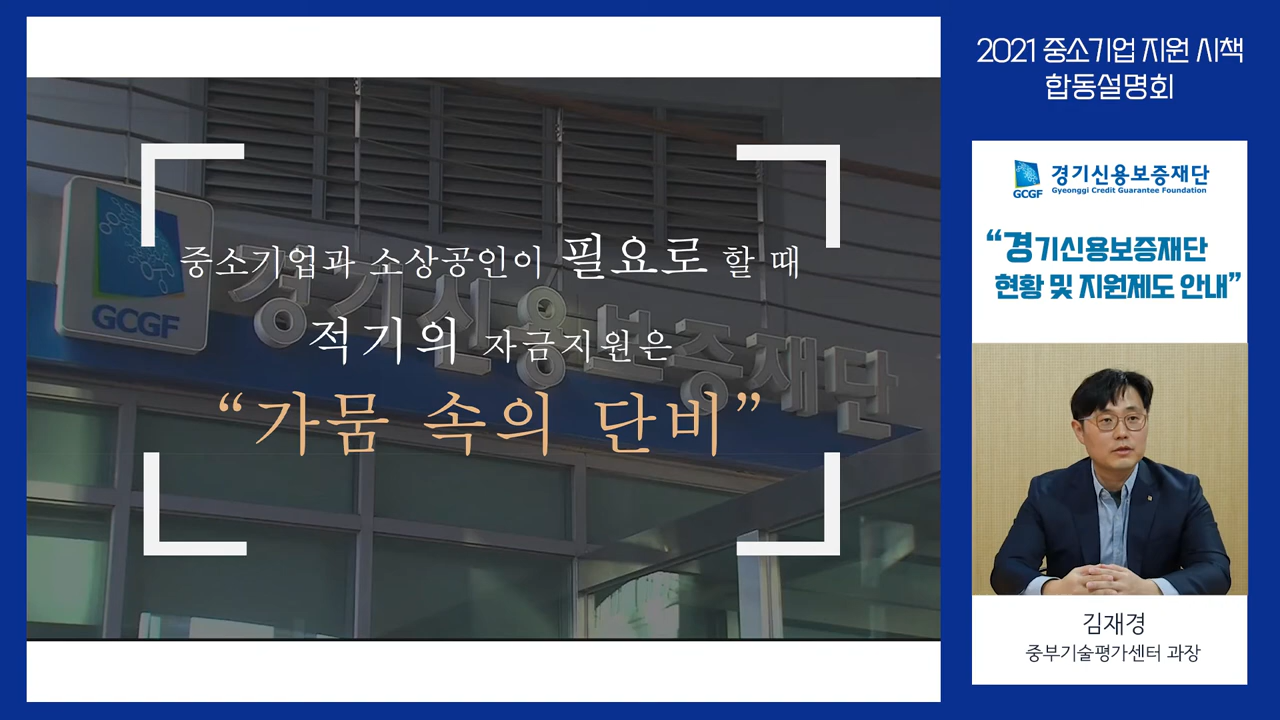 중소기업과 소상공인이 필요로 할 때
적기의 자금지원은
“가뭄 속의 단비”
GCGF
경기신용보증재단
2021 중소기업 지원 시책
합동설명회
GCGF
경기신용보증재단
Gyeonggi Credit Guarantee Foundation
“경기신용보증재단
현황 및 지원제도 안내”
김재경
중부기술평가센터 과장